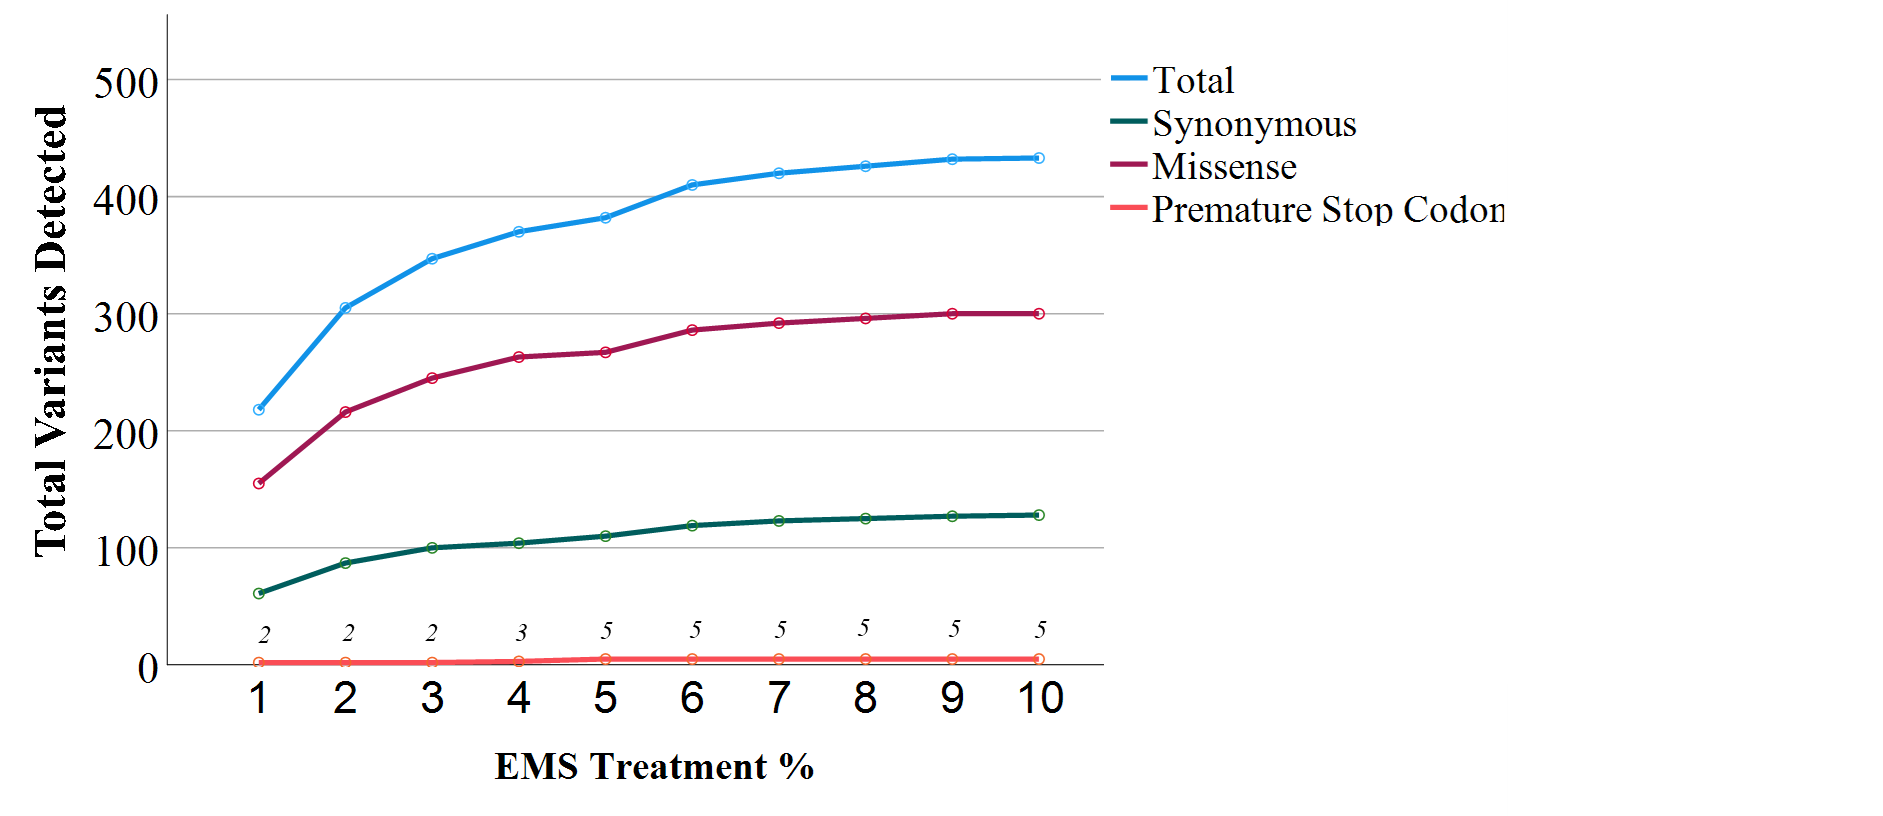 Total Variants Detected
500
400
300
200
100
0
Total
Synonymous
Missense
Premature Stop Codon
2 2 2 3 5 5 5 5 5 5
1 2 3 4 5 6 7 8 9 10
EMS Treatment %